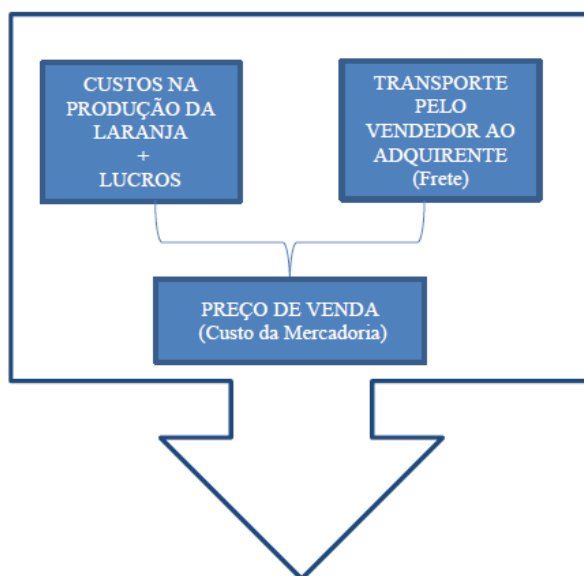 CUSTOS NA
PRODUÇÃO DA
LARANJA
+
LUCROS
TRANSPORTE
PELO
VENDEDOR AO
ADQUIRENTE
(Frete)
PREÇO DE VENDA
(Custo da Mercadoria)